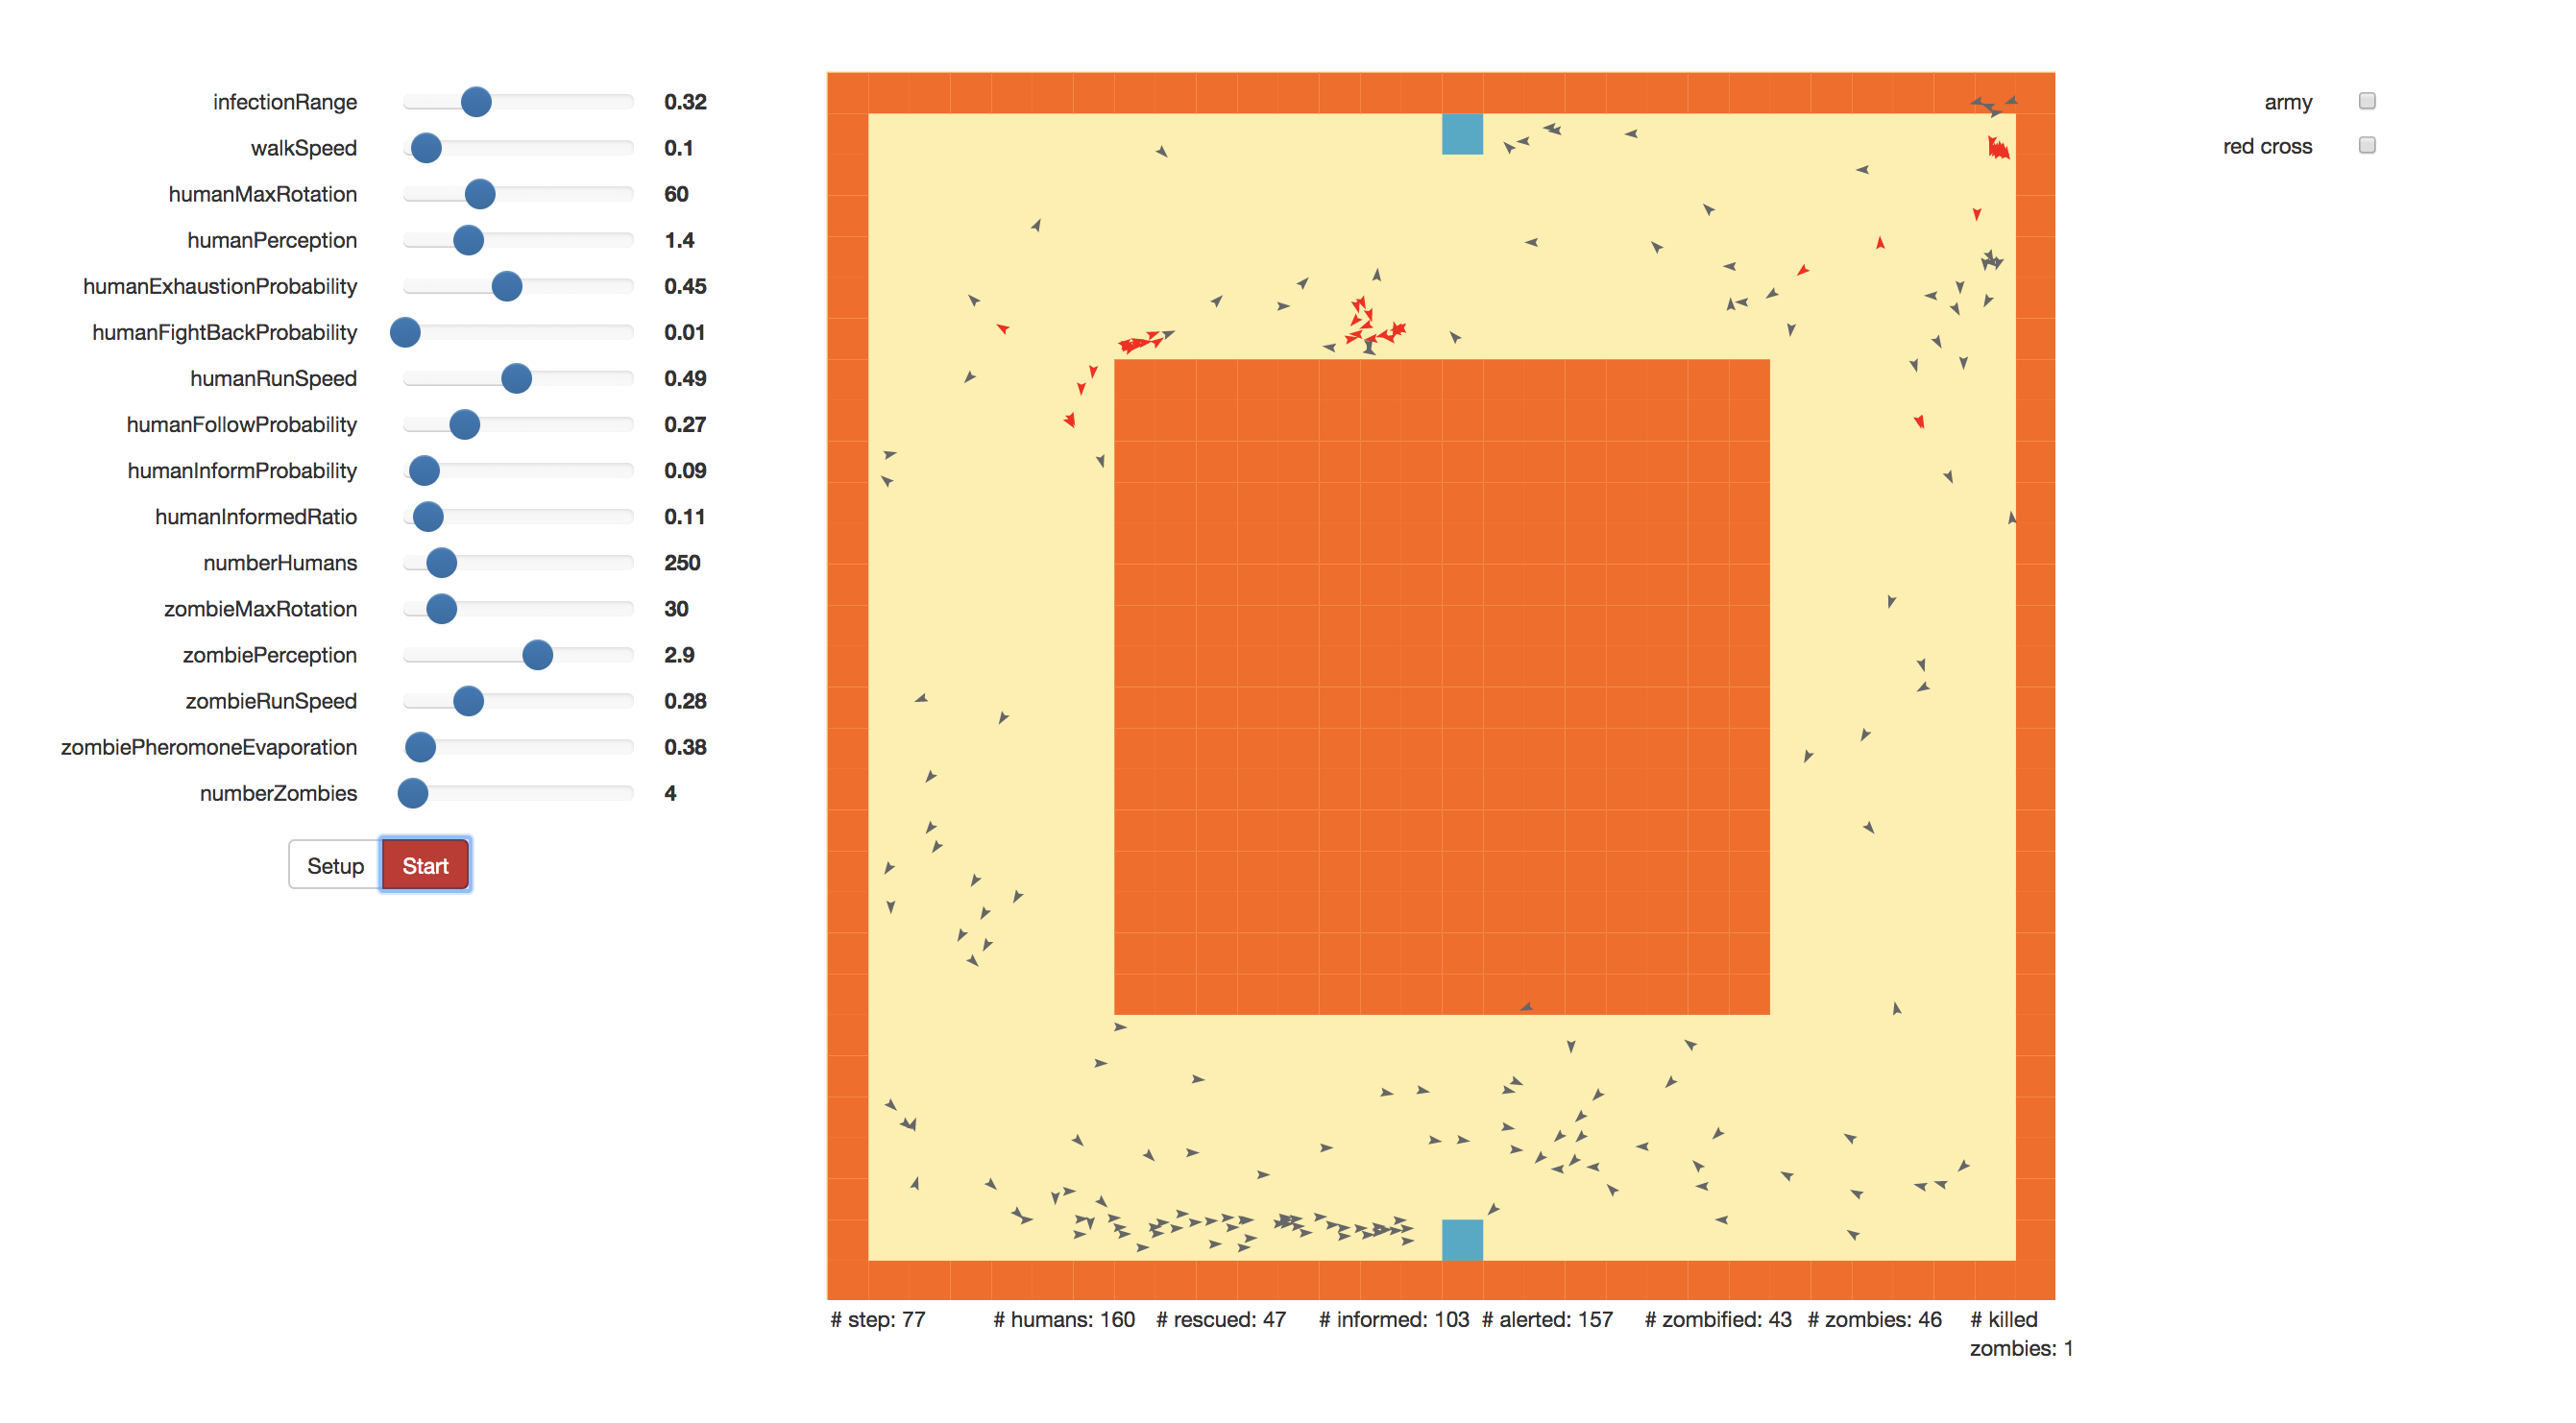 infectionRange 0.32
walkSpeed 0.1
humanMaxRotation 60
humanPerception 1.4
humanExhaustionProbability 0.45
humanFightBackProbability 0.01
humanRunSpeed 0.49
humanFollowProbability 0.27
humanInformProbability 0.09
humanInformedRatio 0.11
numberHumans 250
zombieMaxRotation 30
zombiePerception 2.9
zombieRunSpeed 0.28
zombiePheromoneEvaporation 0.38
numberZombies 4
Setup Start
army
red cross
# step: 77 # humans: 160 # rescued: 47 # informed: 103 # alerted: 157 # zombified: 43 # zombies: 46 # killed
zombies: 1